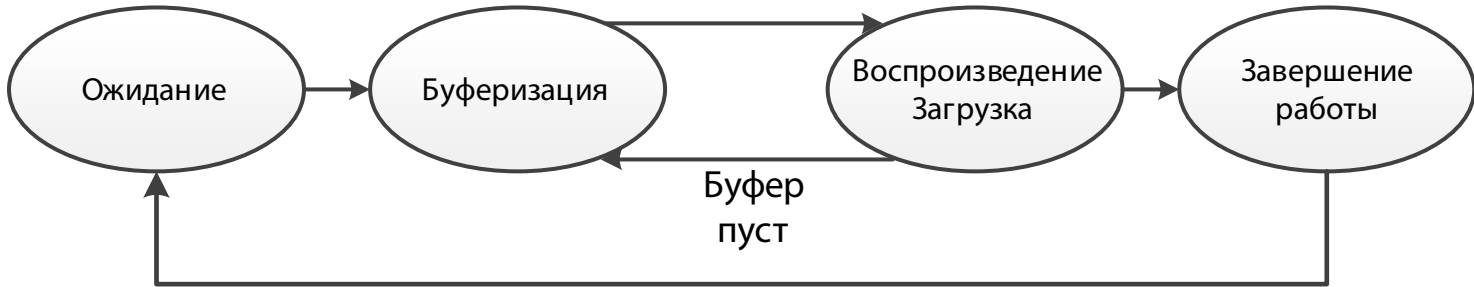 Ожидание
Буферизация
Воспроизведение
Загрузка
Завершение
работы
Буфер
пуст